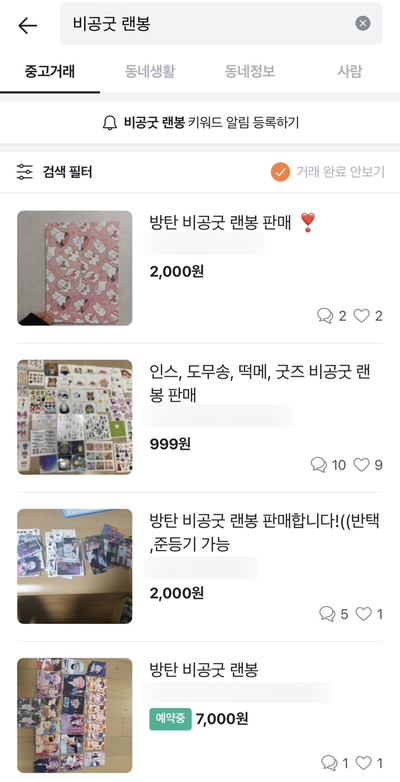 비공굿 랜봉
중고거래
동네생활
동네정보
사람
비공굿 랜봉 키워드 알림 등록하기
검색 필터
거래 완료 안보기
방탄 비공굿 랜봉 판매
2,000원
2
2
인스, 도무송, 떡메, 굿즈 비공굿 랜
봉 판매
999원
10
9
방탄 비공굿 랜봉 판매합니다!((반택
,준등기 가능
2,000원
5
1
방탄 비공굿 랜봉
예약중 7,000원
1
1